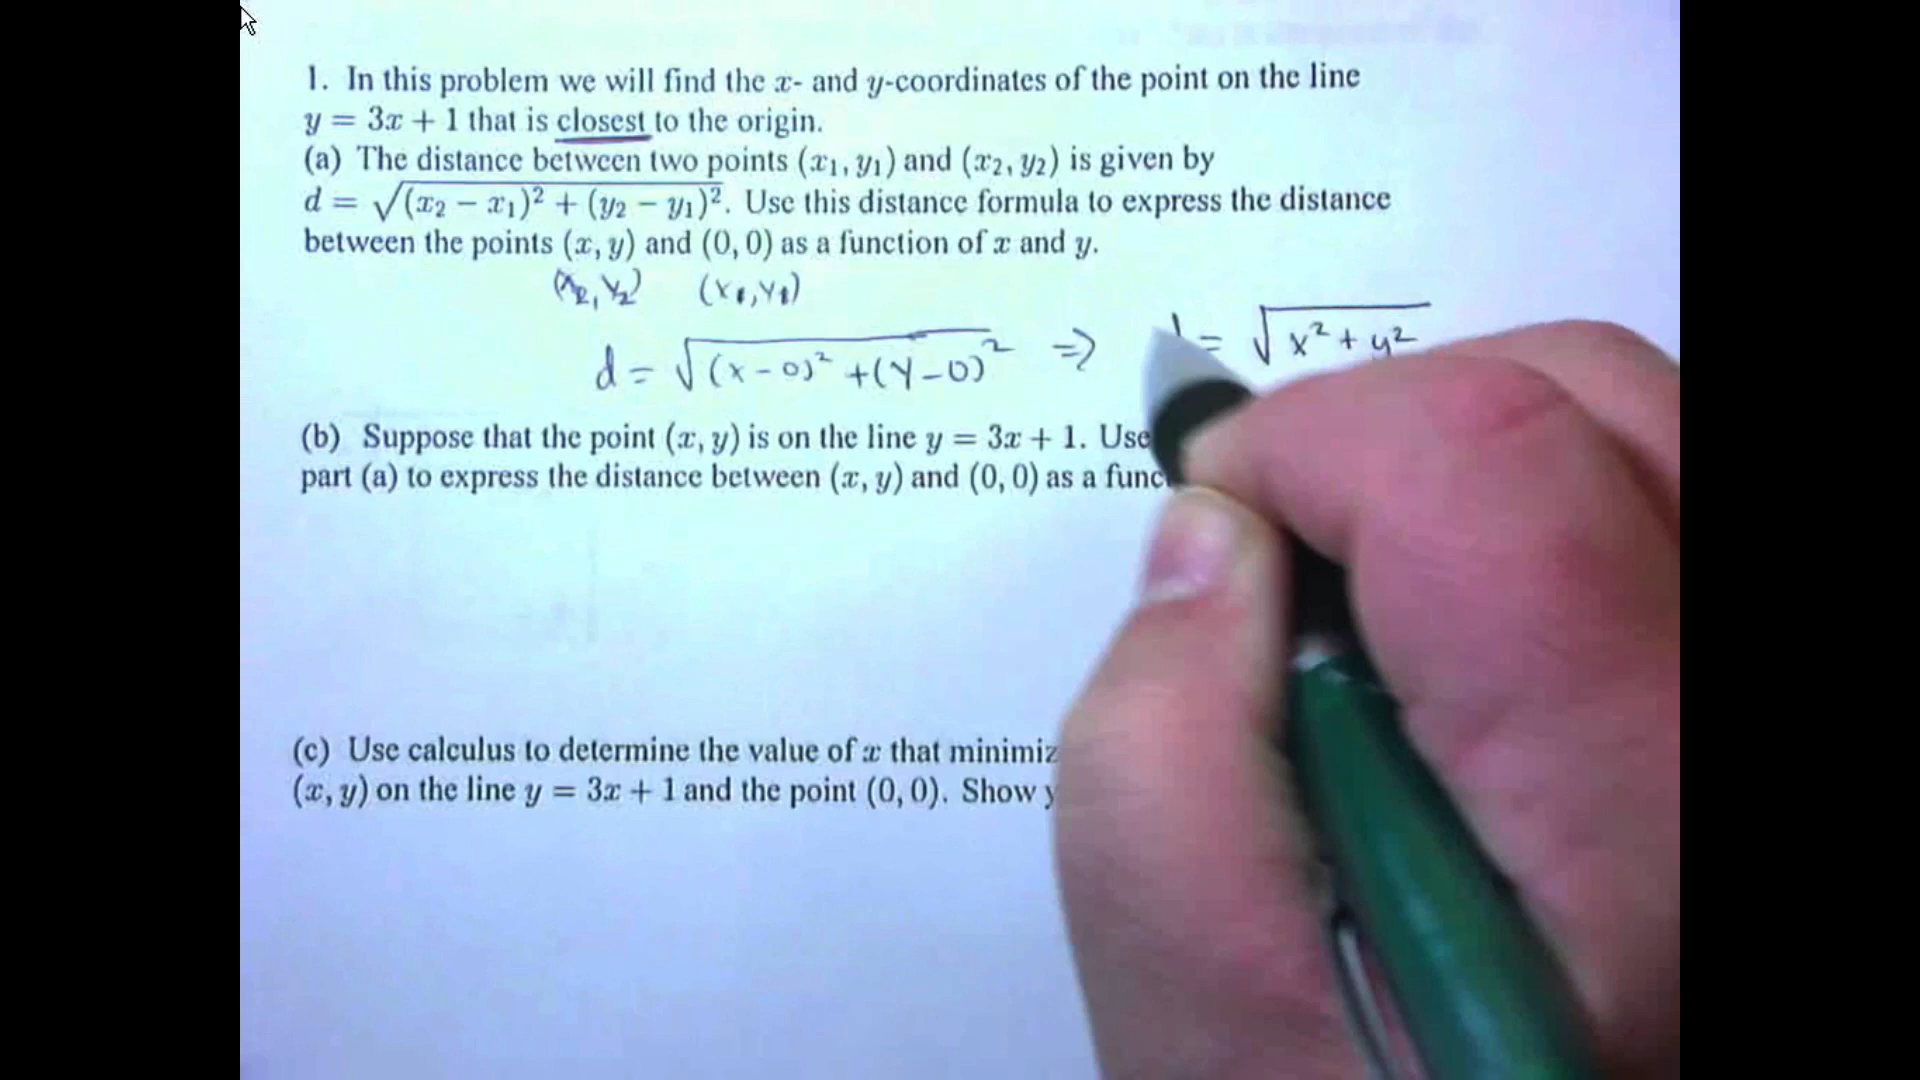 1. In this problem we will find the x- and y-coordinates of the point on the line
y = 3x + 1 that is closest to the origin.
(a) The distance between two points (x₁, y₁) and (x₂, y₂) is given by
d = √(x₂ − x₁)² + (y₂ − y₁)². Use this distance formula to express the distance
between the points (x, y) and (0, 0) as a function of x and y.
(x₂, y₂) (x₁, y₁)
d = √(x − 0)² + (y − 0)² ⇒ d = √x² + y²
(b) Suppose that the point (x, y) is on the line y = 3x + 1. Use
part (a) to express the distance between (x, y) and (0, 0) as a
(c) Use calculus to determine the value of x that
(x, y) on the line y = 3x + 1 and the point (0, 0). Show